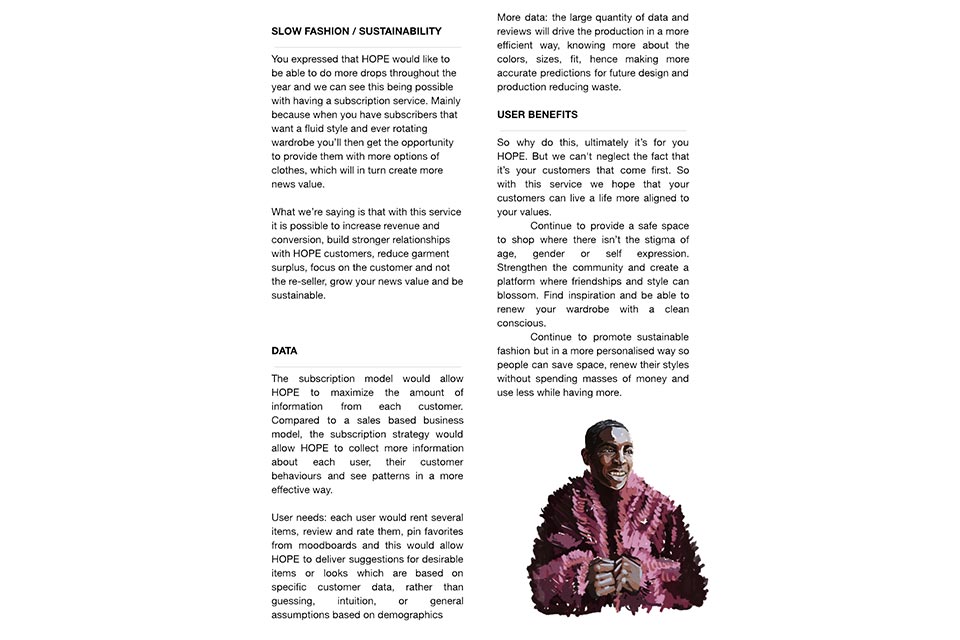 SLOW FASHION / SUSTAINABILITY
You expressed that HOPE would like to
be able to do more drops throughout the
year and we can see this being possible
with having a subscription service. Mainly
because when you have subscribers that
want a fluid style and ever rotating
wardrobe you'll then get the opportunity
to provide them with more options of
clothes, which will in turn create more
news value.
What we're saying is that with this service
it is possible to increase revenue and
conversion, build stronger relationships
with HOPE customers, reduce garment
surplus, focus on the customer and not
the re-seller, grow your news value and be
sustainable.
DATA
The subscription model would allow
HOPE to maximize the amount of
information from each customer.
Compared to a sales based business
model, the subscription strategy would
allow HOPE to collect more information
about each user, their customer
behaviours and see patterns in a more
effective way.
User needs: each user would rent several
items, review and rate them, pin favorites
from moodboards and this would allow
HOPE to deliver suggestions for desirable
items or looks which are based on
specific customer data, rather than
guessing, intuition, or general
assumptions based on demographics
More data: the large quantity of data and
reviews will drive the production in a more
efficient way, knowing more about the
colors, sizes, fit, hence making more
accurate predictions for future design and
production reducing waste.
USER BENEFITS
So why do this, ultimately it's for you
HOPE. But we can't neglect the fact that
it's your customers that come first. So
with this service we hope that your
customers can live a life more aligned to
your values.
Continue to provide a safe space
to shop where there isn't the stigma of
age, gender or self expression.
Strengthen the community and create a
platform where friendships and style can
blossom. Find inspiration and be able to
renew your wardrobe with a clean
conscious.
Continue to promote sustainable
fashion but in a more personalised way so
people can save space, renew their styles
without spending masses of money and
use less while having more.